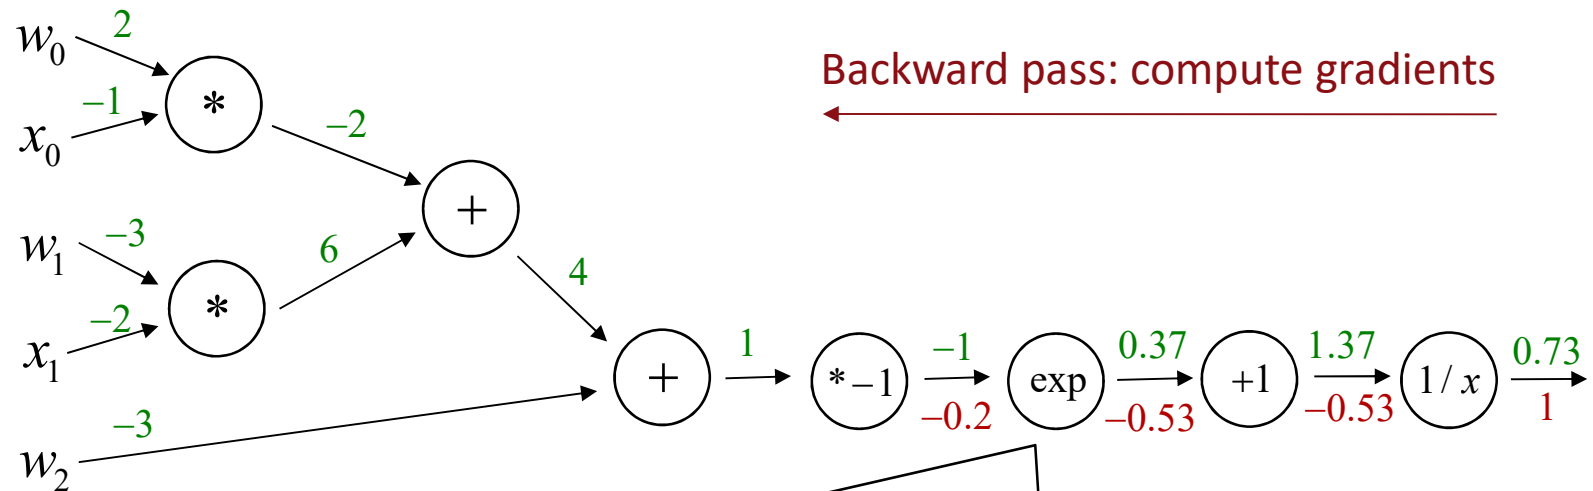 w₀ 2
Backward pass: compute gradients
*
x₀ −1
−2
+
w₁ −3
6
4
*
x₁ −2
+ 1 *−1 −1 exp 0.37 +1 1.37 1/x 0.73
−0.2 −0.53 −0.53 1
w₂ −3